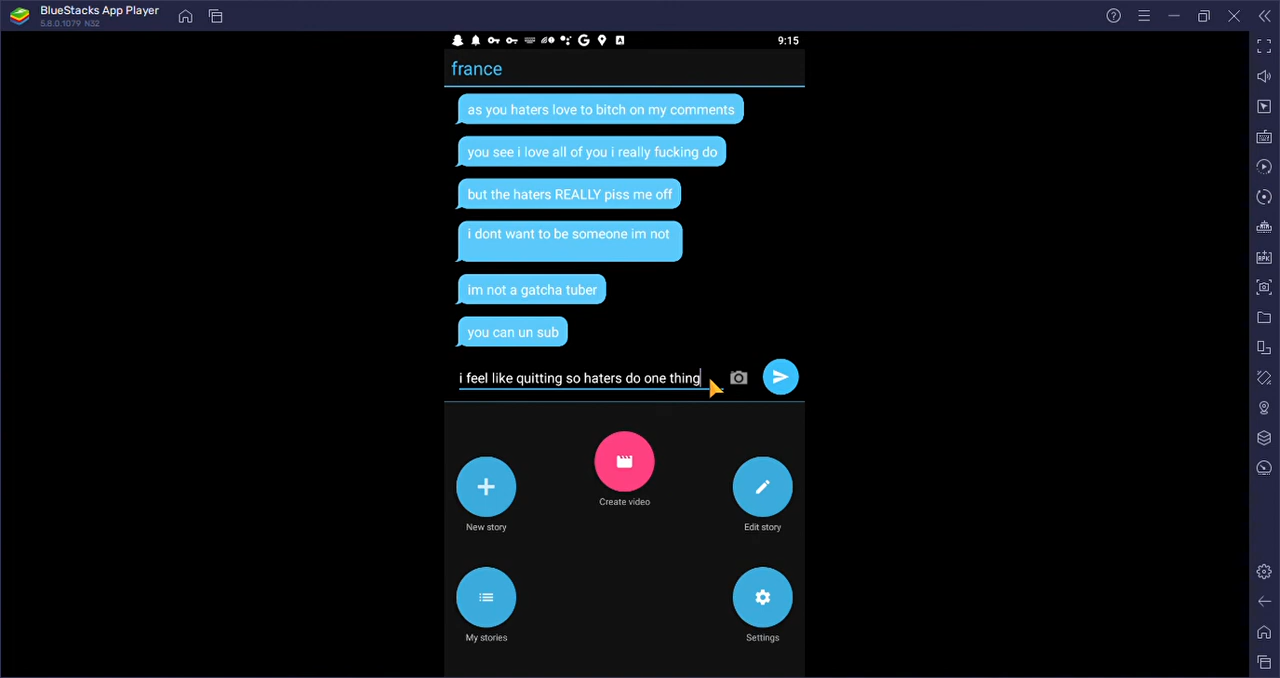 BlueStacks App Player
5.8.0.1079 N32
9:15
france
as you haters love to bitch on my comments
you see i love all of you i really fucking do
but the haters REALLY piss me off
i dont want to be someone im not
im not a gatcha tuber
you can un sub
i feel like quitting so haters do one thing
Create video
New story
Edit story
My stories
Settings